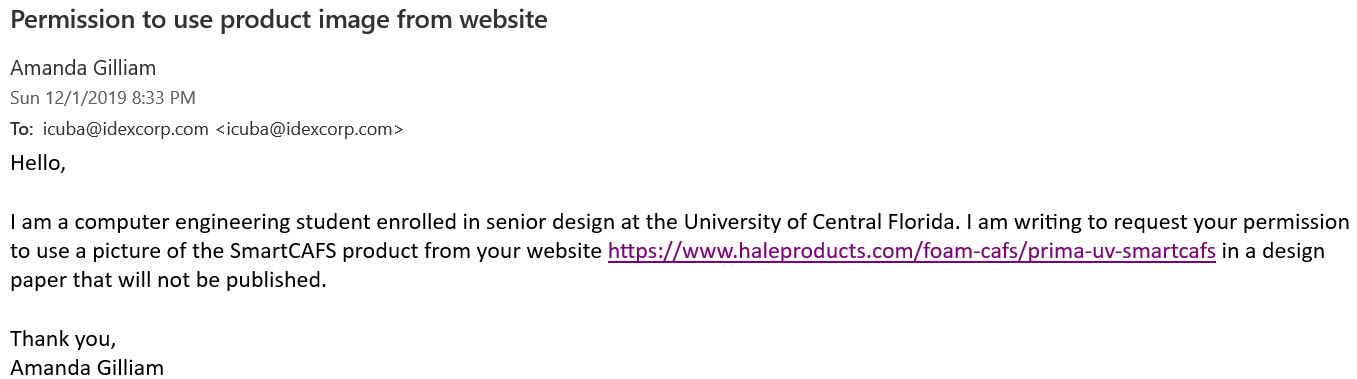 Permission to use product image from website
Amanda Gilliam
Sun 12/1/2019 8:33 PM
To: icuba@idexcorp.com <icuba@idexcorp.com>
Hello,
I am a computer engineering student enrolled in senior design at the University of Central Florida. I am writing to request your permission
to use a picture of the SmartCAFS product from your website https://www.haleproducts.com/foam-cafs/prima-uv-smartcafs in a design
paper that will not be published.
Thank you,
Amanda Gilliam